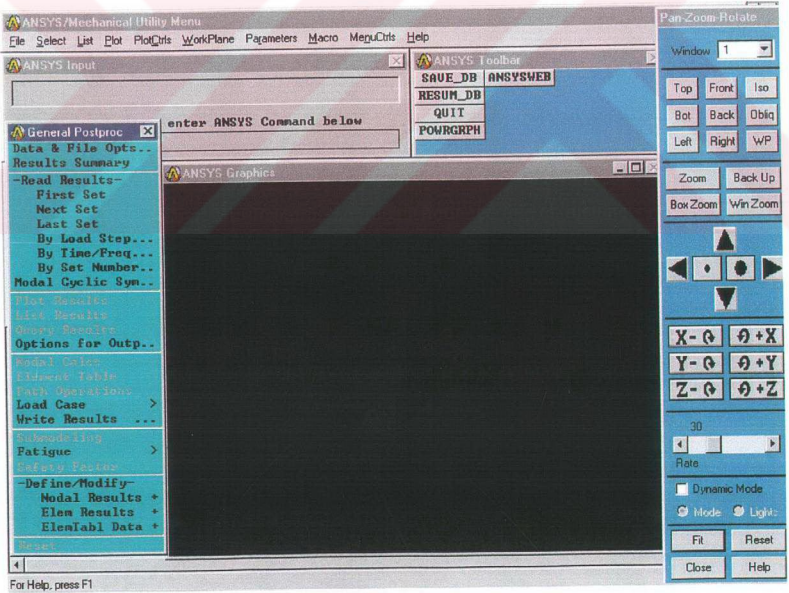 ANSYS/Mechanical Utility Menu
File Select List Plot PlotCtrls WorkPlane Parameters Macro MenuCtrls Help
ANSYS Input
enter ANSYS Command below
ANSYS Toolbar
SAVE_DB ANSYSWEB
RESUM_DB
QUIT
POWRGRPH
General Postproc
Data & File Opts..
Results Summary
-Read Results-
First Set
Next Set
Last Set
By Load Step...
By Time/Freq...
By Set Number..
Modal Cyclic Sym..
Plot Results
List Results
Query Results
Options for Outp..
Nodal Calcs
Element Table
Path Operations
Load Case >
Write Results ...
Submodeling
Fatigue >
Safety Factor
-Define/Modify-
Nodal Results +
Elem Results +
ElemTabl Data +
Reset
ANSYS Graphics
For Help, press F1
Pan-Zoom-Rotate
Window 1
Top Front Iso
Bot Back Obliq
Left Right WP
Zoom Back Up
Box Zoom Win Zoom
X- +X
Y- +Y
Z- +Z
30
Rate
Dynamic Mode
Mode Lights
Fit Reset
Close Help